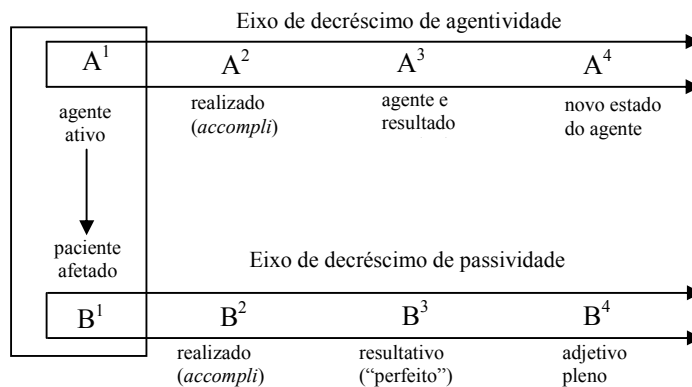 Eixo de decréscimo de agentividade
A¹ A² A³ A⁴
agente ativo
realizado (accompli)
agente e resultado
novo estado do agente
paciente afetado
Eixo de decréscimo de passividade
B¹ B² B³ B⁴
realizado (accompli)
resultativo (“perfeito”)
adjetivo pleno